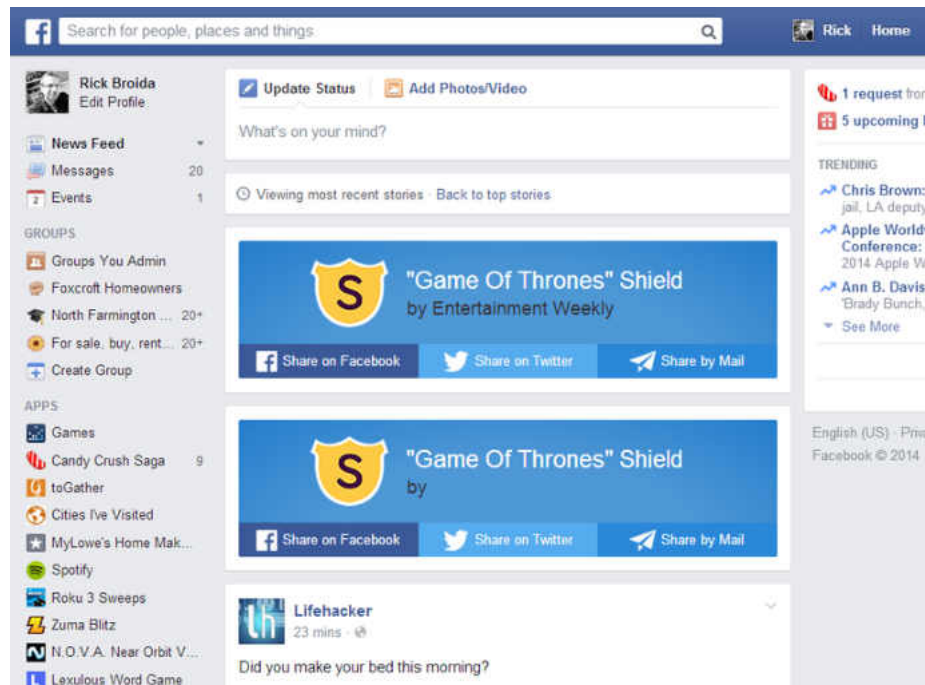 Search for people, places and things
Rick
Home
Rick Broida
Edit Profile
News Feed
Messages 20
Events 1
GROUPS
Groups You Admin
Foxcroft Homeowners
North Farmington ... 20+
For sale, buy, rent... 20+
Create Group
APPS
Games
Candy Crush Saga 9
toGather
Cities I've Visited
MyLowe's Home Mak...
Spotify
Roku 3 Sweeps
Zuma Blitz
N.O.V.A. Near Orbit V...
Lexulous Word Game
Update Status
Add Photos/Video
What's on your mind?
Viewing most recent stories · Back to top stories
S
"Game Of Thrones" Shield
by Entertainment Weekly
Share on Facebook
Share on Twitter
Share by Mail
S
"Game Of Thrones" Shield
by
Share on Facebook
Share on Twitter
Share by Mail
lh
Lifehacker
23 mins ·
Did you make your bed this morning?
1 request from
5 upcoming
TRENDING
Chris Brown:
jail, LA deputy
Apple World
Conference:
2014 Apple W
Ann B. Davis
'Brady Bunch,
See More
English (US) · Priva
Facebook © 2014